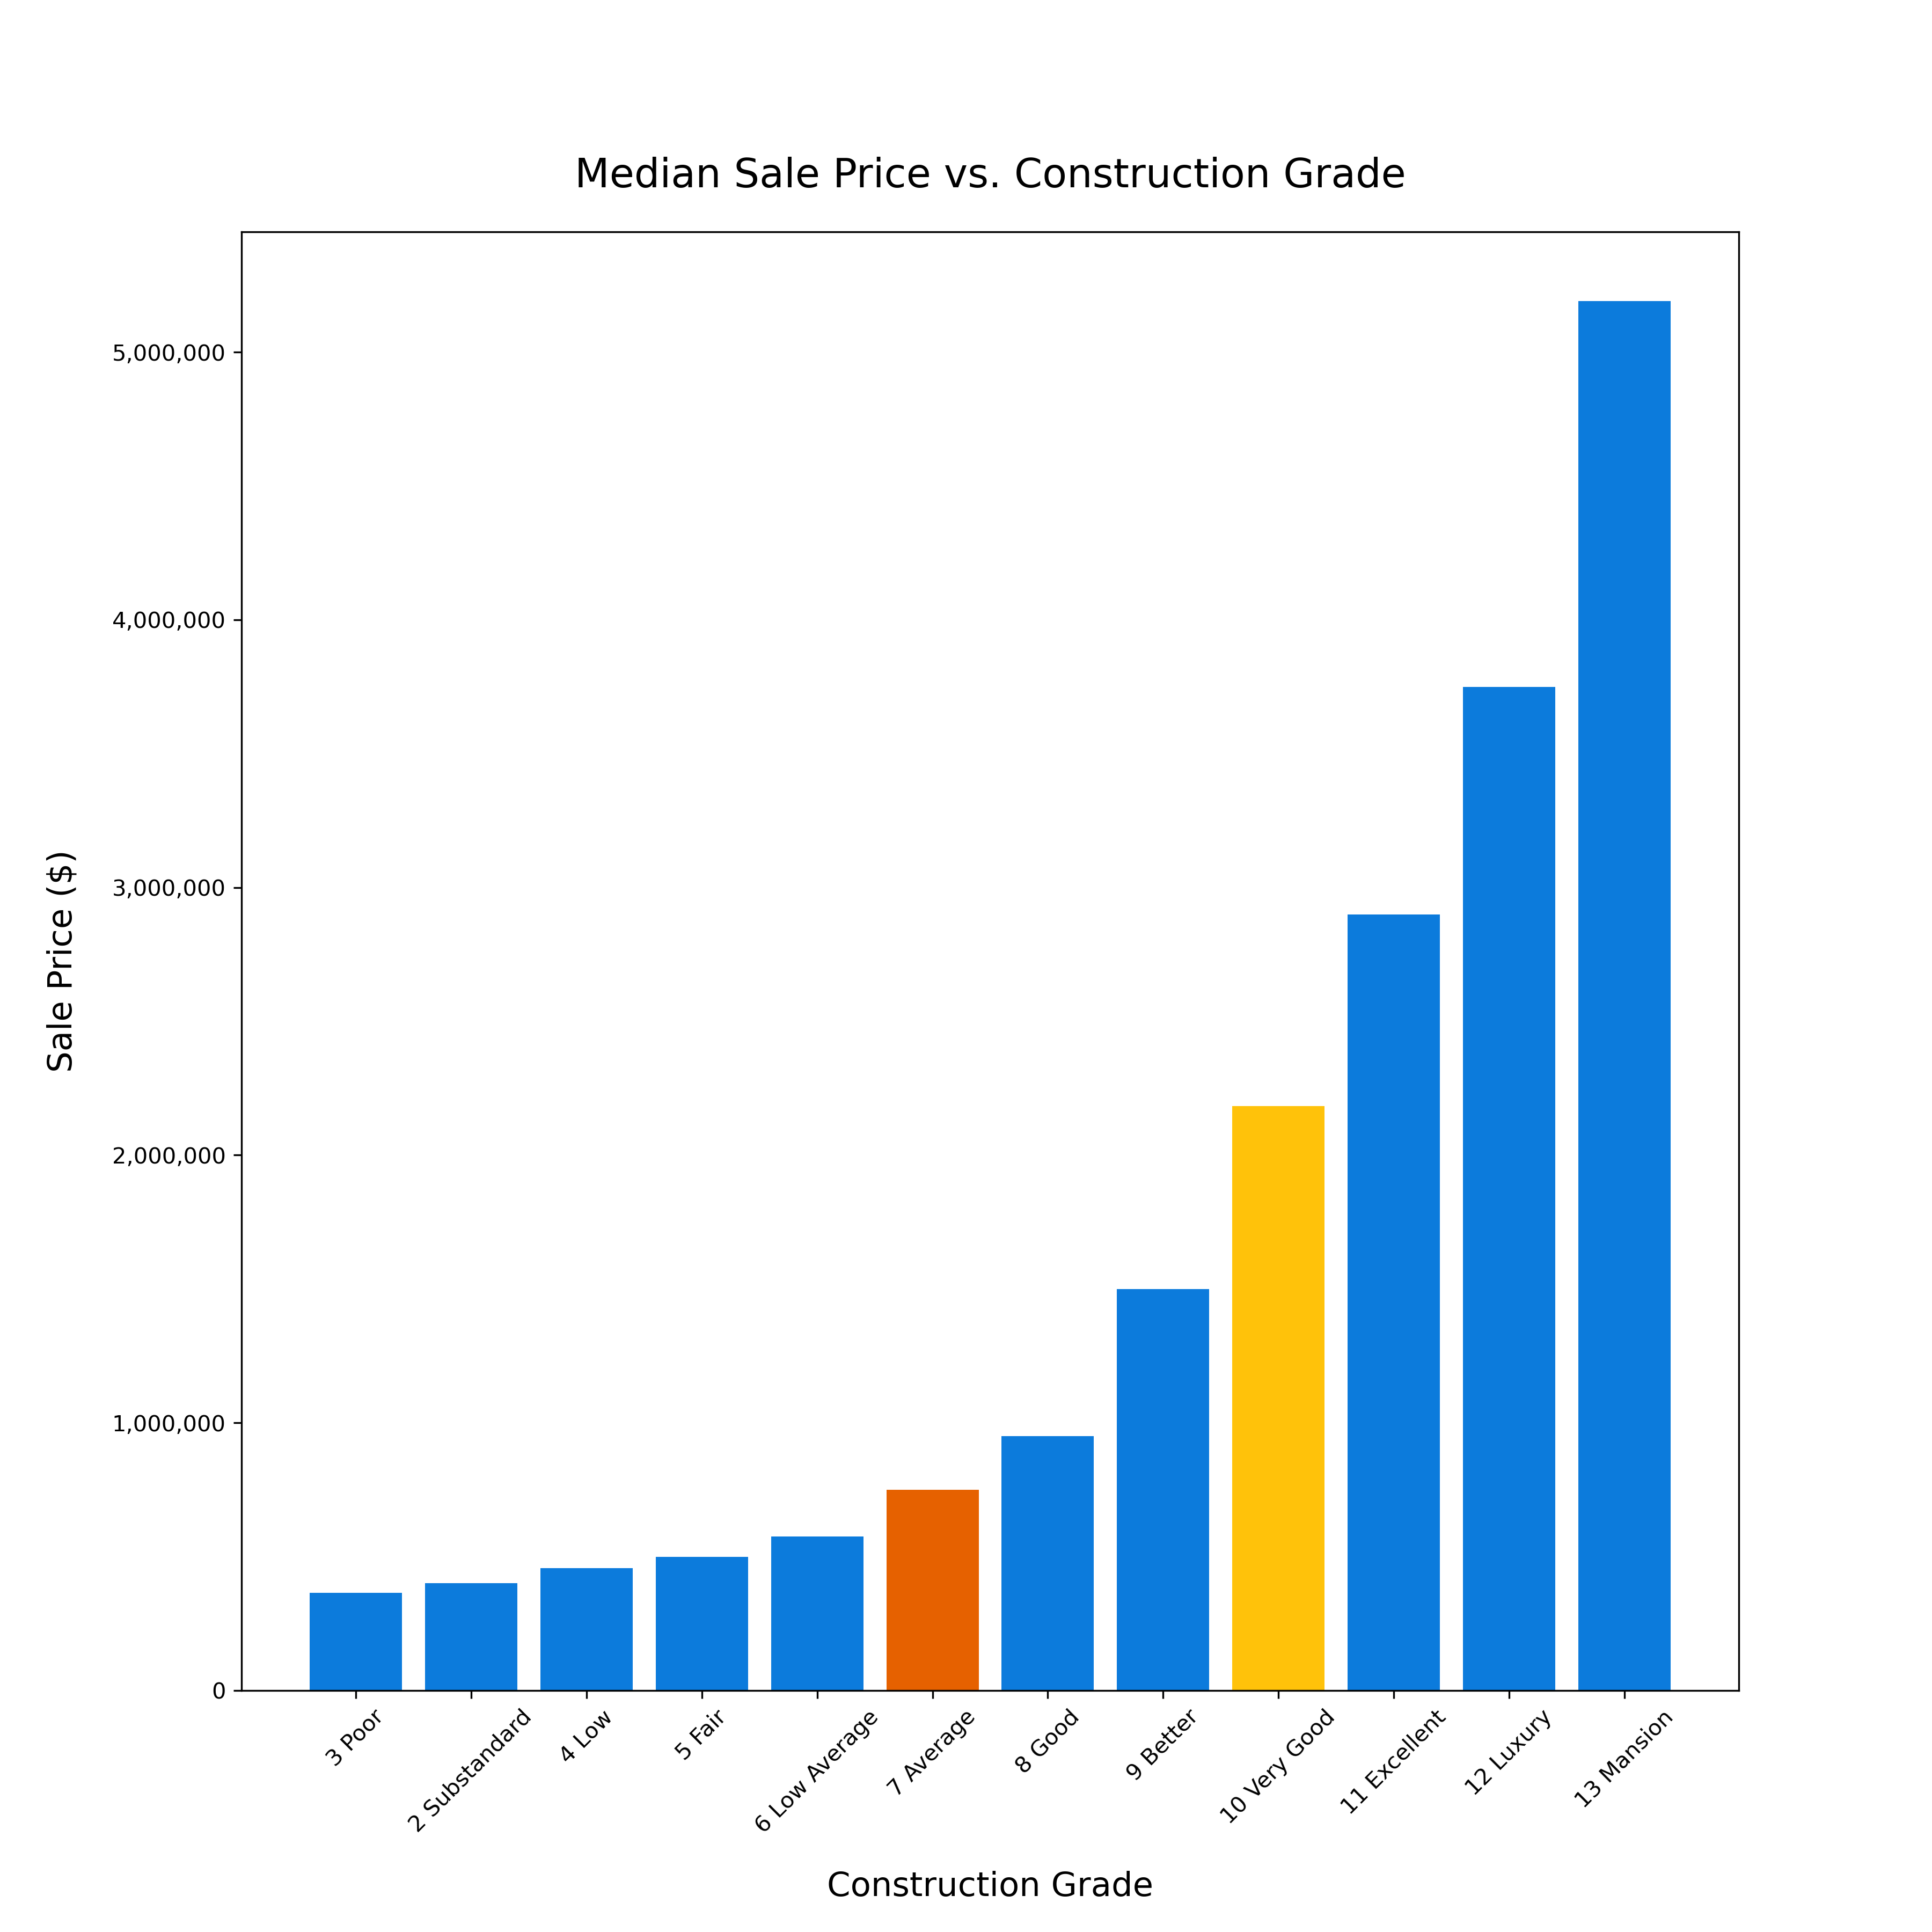 Median Sale Price vs. Construction Grade
5,000,000
4,000,000
3,000,000
2,000,000
1,000,000
0
Sale Price ($)
3 Poor
2 Substandard
4 Low
5 Fair
6 Low Average
7 Average
8 Good
9 Better
10 Very Good
11 Excellent
12 Luxury
13 Mansion
Construction Grade